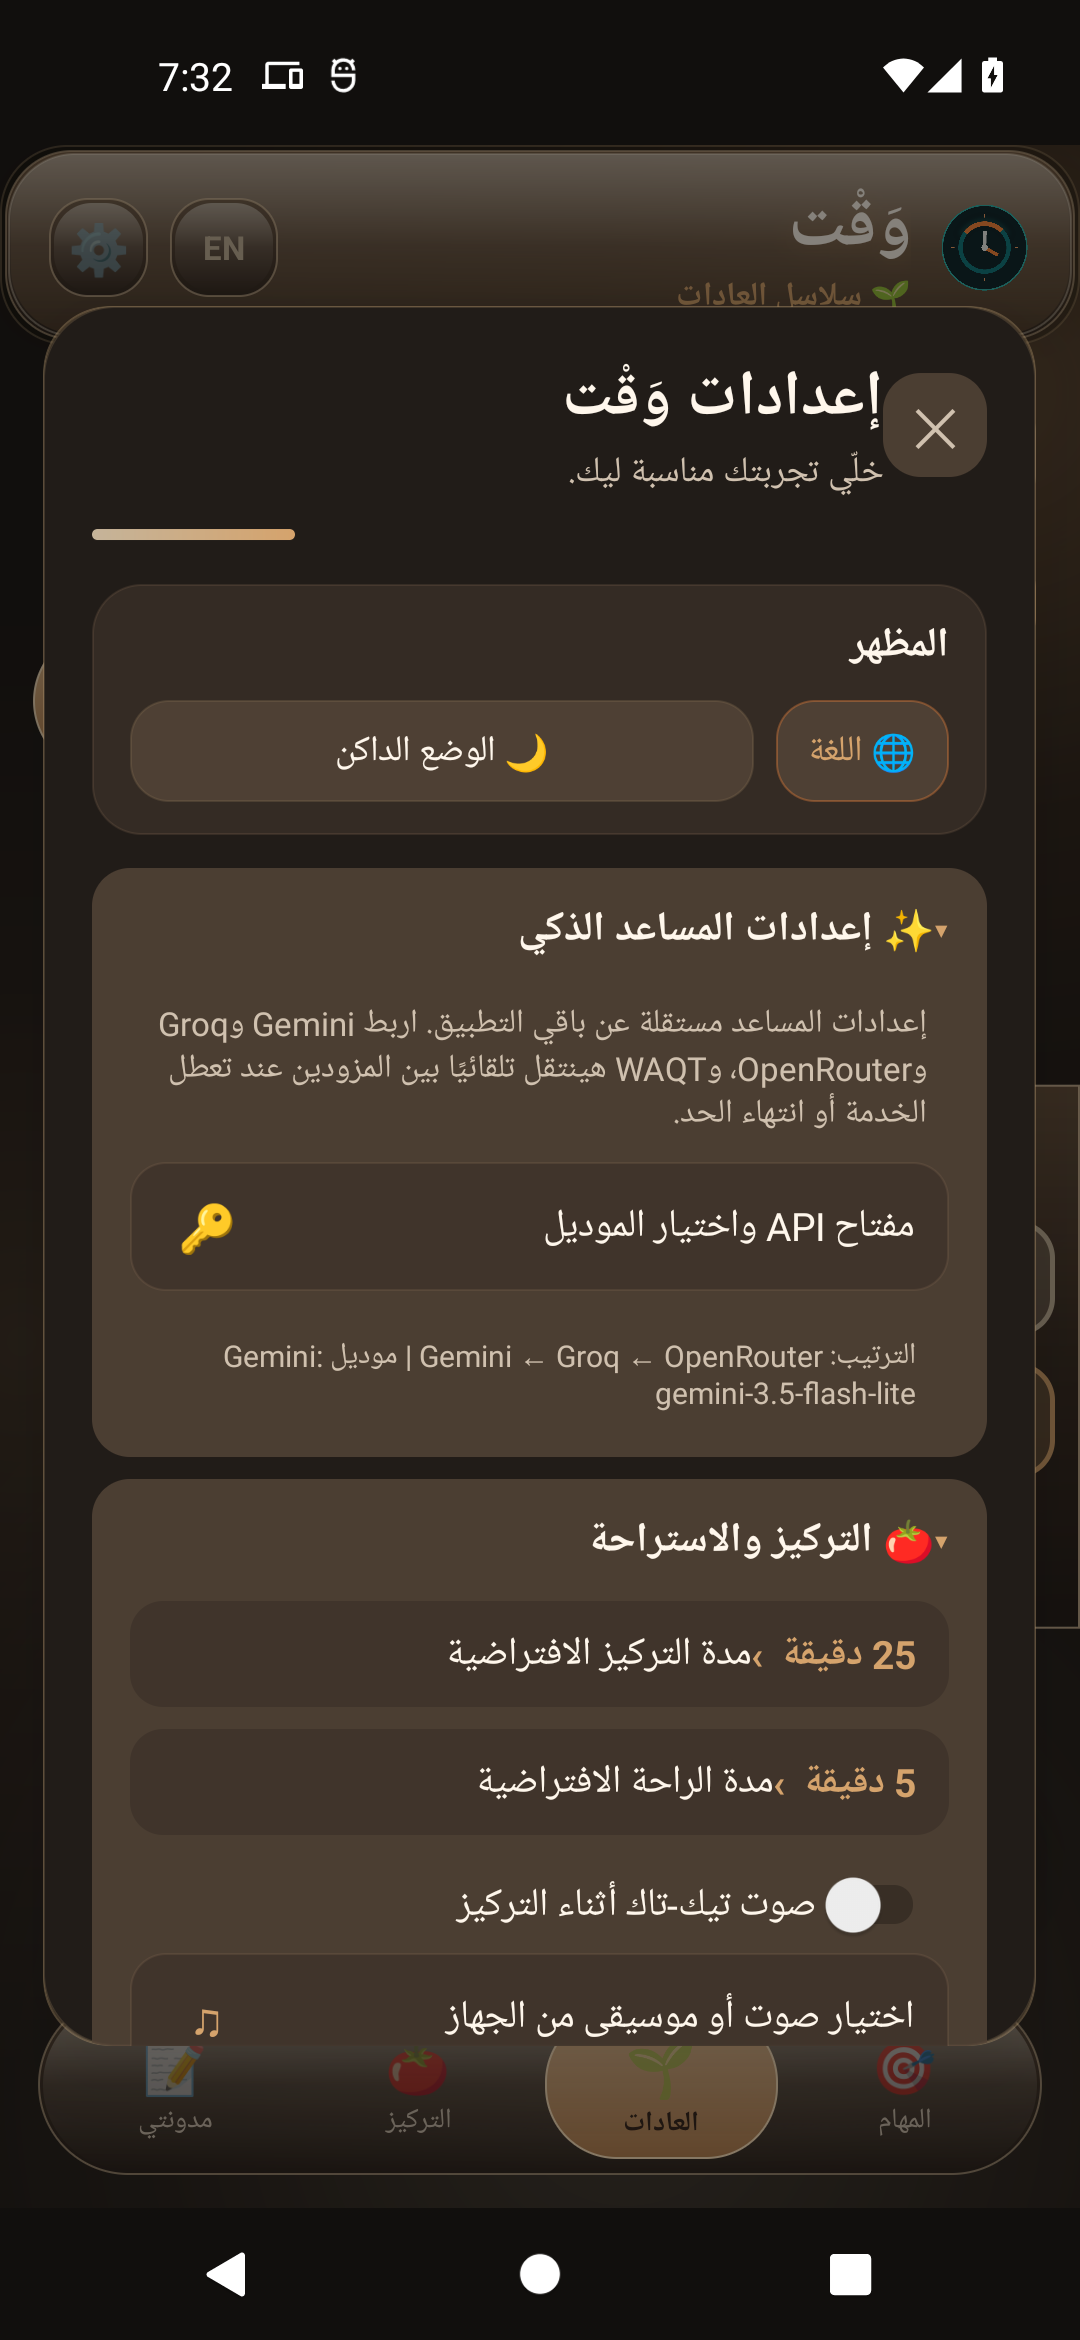 7:32
وَقْت
EN
🌱 سلاسل العادات
إعدادات وَقْت
خلّي تجربتك مناسبة ليك.
المظهر
🌐 اللغة
🌙 الوضع الداكن
▾ ✨ إعدادات المساعد الذكي
إعدادات المساعد مستقلة عن باقي التطبيق. اربط Gemini وGroq
وOpenRouter، وWAQT هينتقل تلقائيًا بين المزودين عند تعطل
الخدمة أو انتهاء الحد.
مفتاح API واختيار الموديل 🔑
الترتيب: Gemini ← Groq ← OpenRouter | موديل Gemini:
gemini-3.5-flash-lite
▾ 🍅 التركيز والاستراحة
25 دقيقة ‹ مدة التركيز الافتراضية
5 دقيقة ‹ مدة الراحة الافتراضية
صوت تيك-تاك أثناء التركيز
اختيار صوت أو موسيقى من الجهاز ♫
المهام
العادات
التركيز
مدونتي